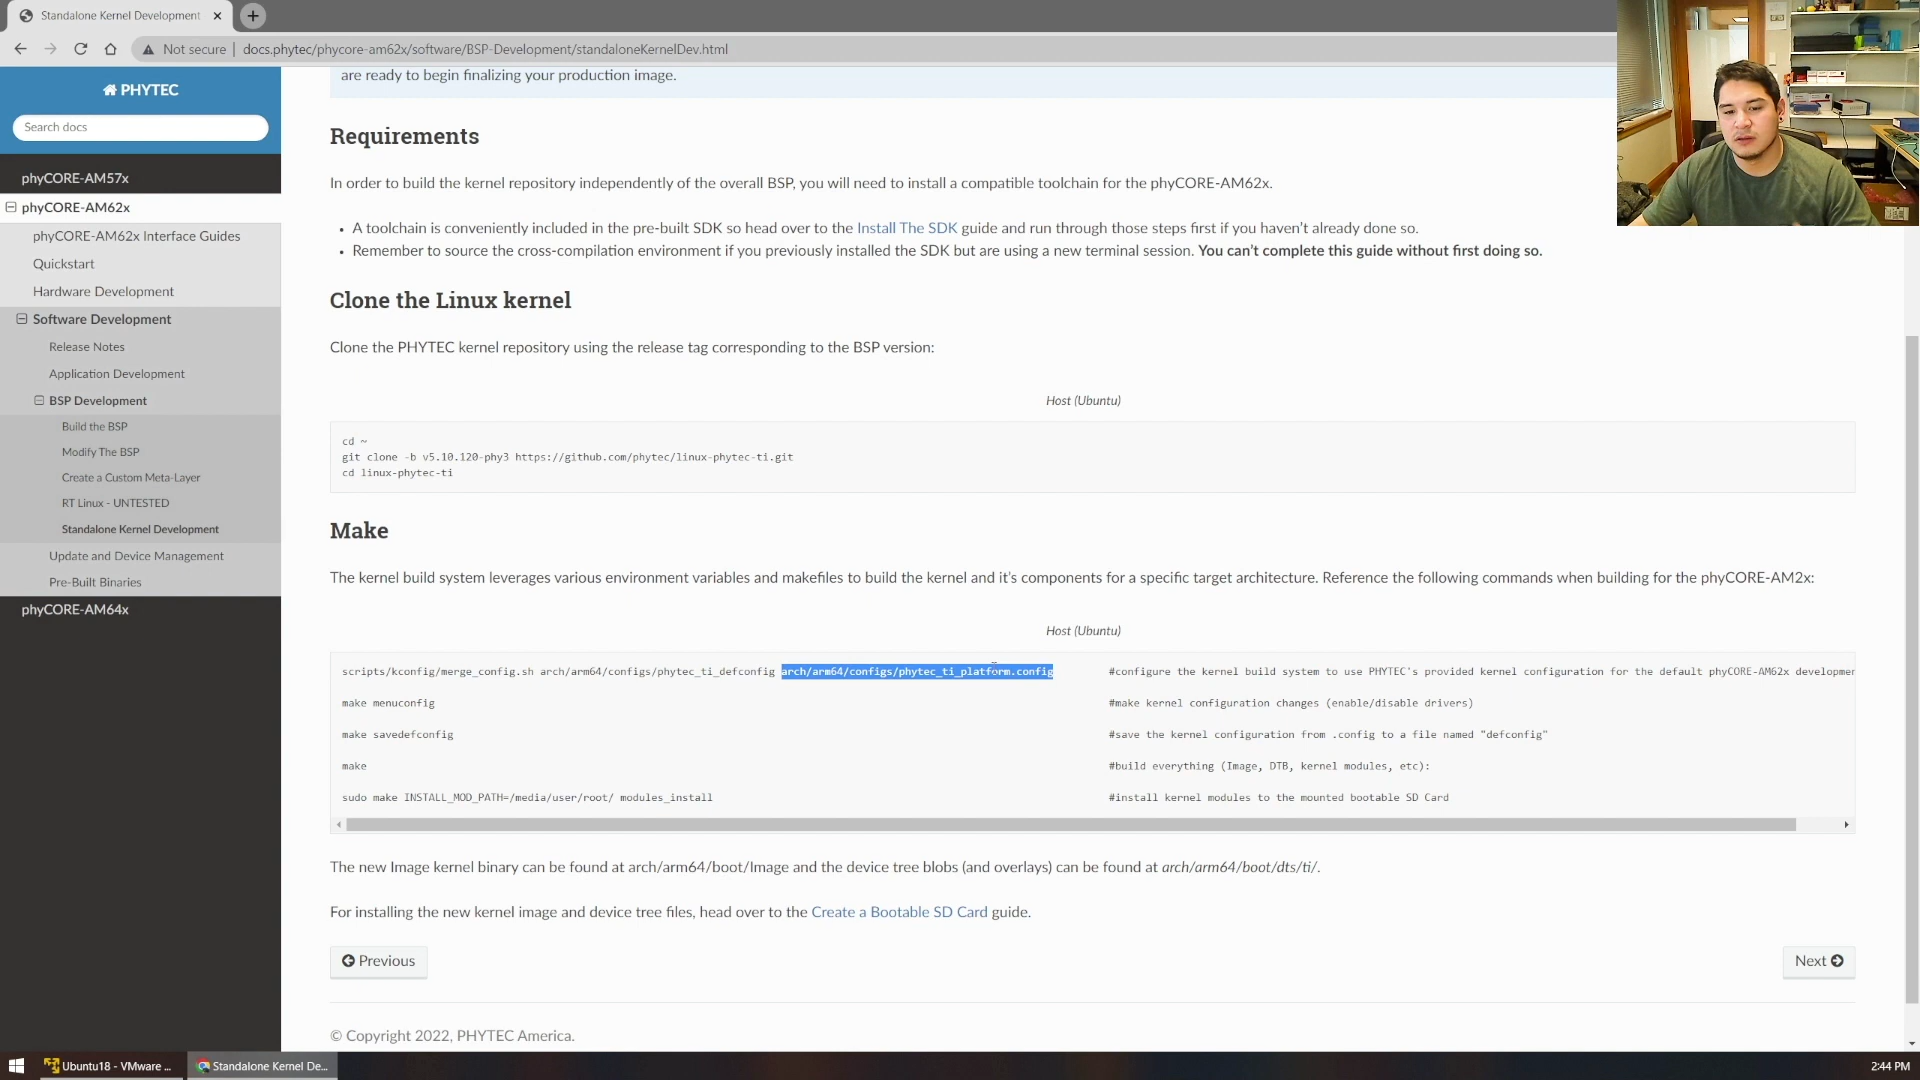 Standalone Kernel Development
Not secure | docs.phytec/phycore-am62x/software/BSP-Development/standaloneKernelDev.html
PHYTEC
Search docs
phyCORE-AM57x
phyCORE-AM62x
phyCORE-AM62x Interface Guides
Quickstart
Hardware Development
Software Development
Release Notes
Application Development
BSP Development
Build the BSP
Modify The BSP
Create a Custom Meta-Layer
RT Linux - UNTESTED
Standalone Kernel Development
Update and Device Management
Pre-Built Binaries
phyCORE-AM64x
are ready to begin finalizing your production image.
Requirements
In order to build the kernel repository independently of the overall BSP, you will need to install a compatible toolchain for the phyCORE-AM62x.
• A toolchain is conveniently included in the pre-built SDK so head over to the Install The SDK guide and run through those steps first if you haven't already done so.
• Remember to source the cross-compilation environment if you previously installed the SDK but are using a new terminal session. You can't complete this guide without first doing so.
Clone the Linux kernel
Clone the PHYTEC kernel repository using the release tag corresponding to the BSP version:
Host (Ubuntu)
cd ~
git clone -b v5.10.120-phy3 https://github.com/phytec/linux-phytec-ti.git
cd linux-phytec-ti
Make
The kernel build system leverages various environment variables and makefiles to build the kernel and it's components for a specific target architecture. Reference the following commands when building for the phyCORE-AM2x:
Host (Ubuntu)
scripts/kconfig/merge_config.sh arch/arm64/configs/phytec_ti_defconfig arch/arm64/configs/phytec_ti_platform.config #configure the kernel build system to use PHYTEC's provided kernel configuration for the default phyCORE-AM62x developmen
make menuconfig #make kernel configuration changes (enable/disable drivers)
make savedefconfig #save the kernel configuration from .config to a file named "defconfig"
make #build everything (Image, DTB, kernel modules, etc):
sudo make INSTALL_MOD_PATH=/media/user/root/ modules_install #install kernel modules to the mounted bootable SD Card
The new Image kernel binary can be found at arch/arm64/boot/Image and the device tree blobs (and overlays) can be found at arch/arm64/boot/dts/ti/.
For installing the new kernel image and device tree files, head over to the Create a Bootable SD Card guide.
Previous
Next
© Copyright 2022, PHYTEC America.
Ubuntu18 - VMware ...
Standalone Kernel De...
2:44 PM